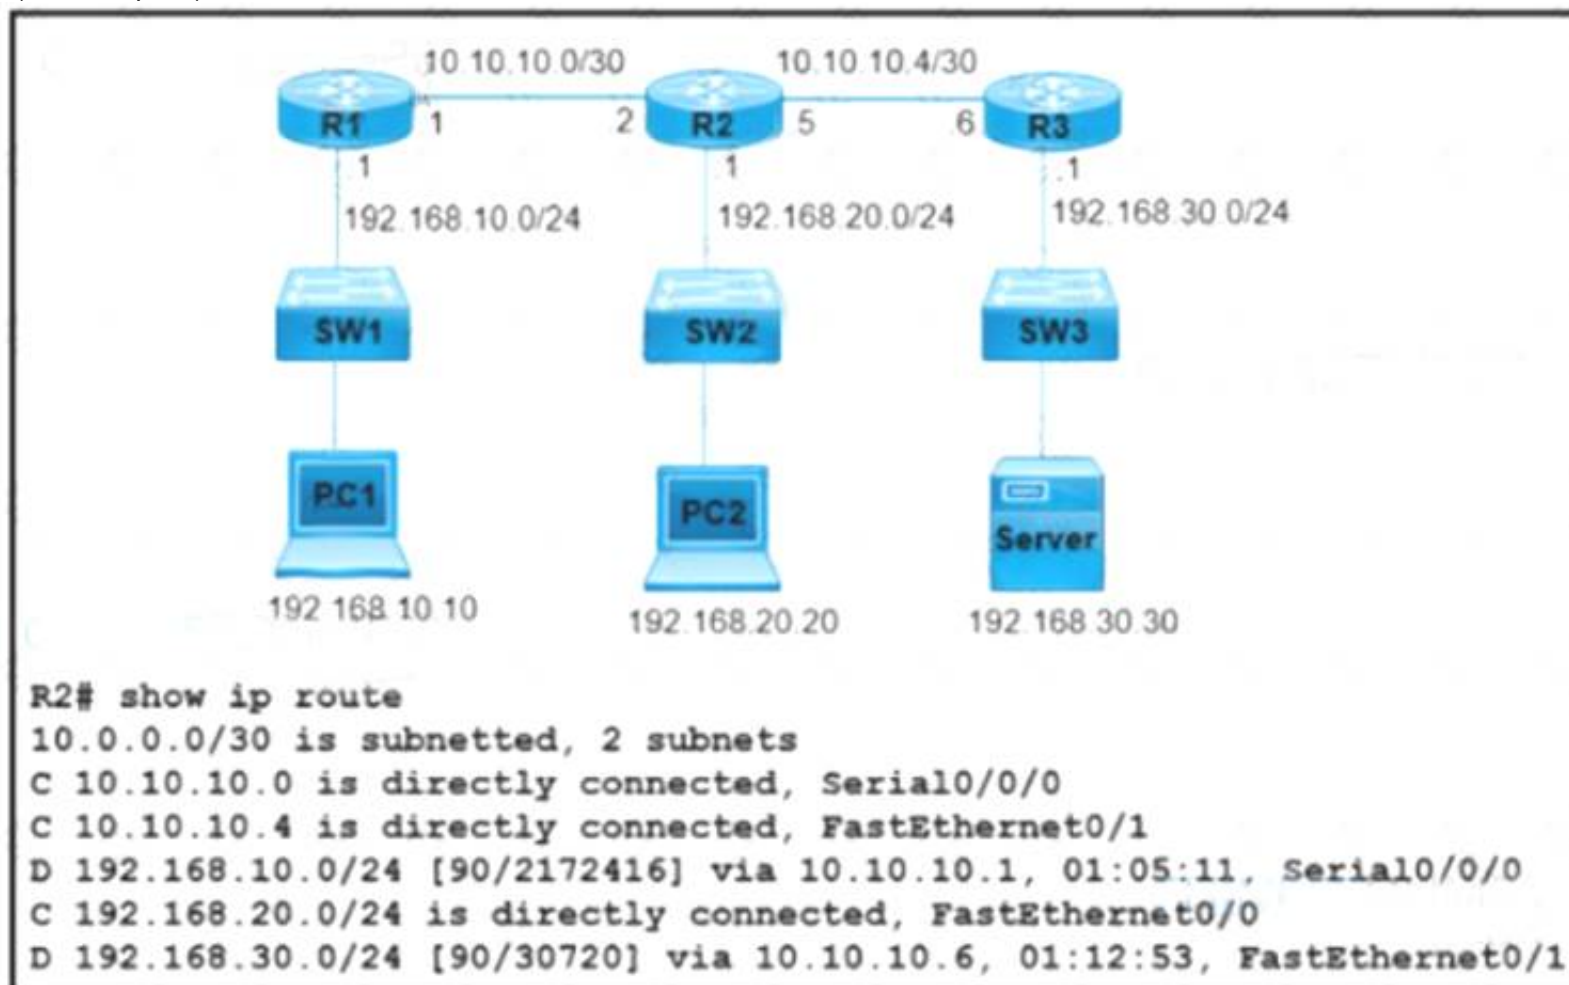 10.10.10.0/30 10.10.10.4/30
R1 .1 2 R2 5 .6 R3
.1 1 .1
192.168.10.0/24 192.168.20.0/24 192.168.30.0/24
SW1 SW2 SW3
PC1 PC2 Server
192.168.10.10 192.168.20.20 192.168.30.30
R2# show ip route
10.0.0.0/30 is subnetted, 2 subnets
C 10.10.10.0 is directly connected, Serial0/0/0
C 10.10.10.4 is directly connected, FastEthernet0/1
D 192.168.10.0/24 [90/2172416] via 10.10.10.1, 01:05:11, Serial0/0/0
C 192.168.20.0/24 is directly connected, FastEthernet0/0
D 192.168.30.0/24 [90/30720] via 10.10.10.6, 01:12:53, FastEthernet0/1